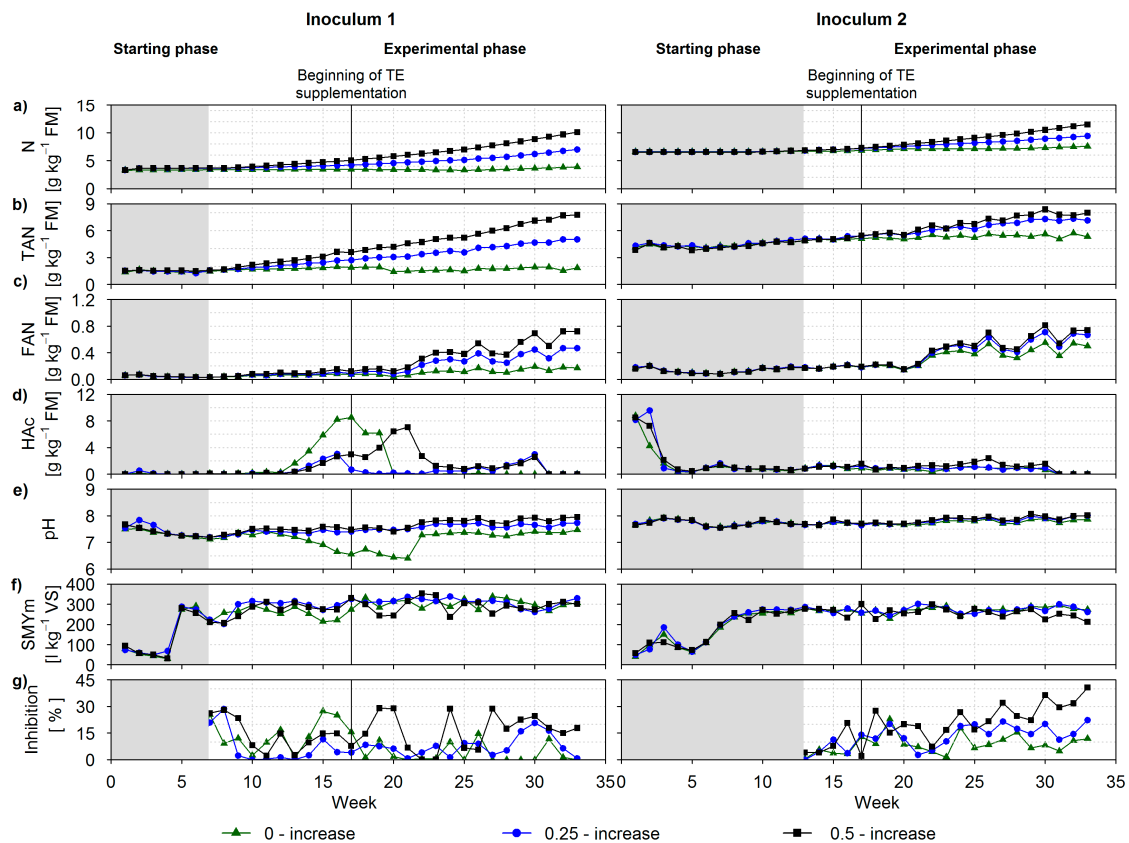 Inoculum 1
Inoculum 2
Starting phase
Experimental phase
Starting phase
Experimental phase
Beginning of TE
supplementation
Beginning of TE
supplementation
a)
N
[g kg⁻¹ FM]
15
10
5
0
b)
TAN
[g kg⁻¹ FM]
9
6
3
0
c)
FAN
[g kg⁻¹ FM]
1.2
0.8
0.4
0.0
d)
HAc
[g kg⁻¹ FM]
12
8
4
0
e)
pH
9
8
7
6
f)
SMYm
[l kg⁻¹ VS]
400
300
200
100
0
g)
Inhibition
[ % ]
45
30
15
0
0 5 10 15 20 25 30 35
0 5 10 15 20 25 30 35
Week
Week
0 - increase
0.25 - increase
0.5 - increase